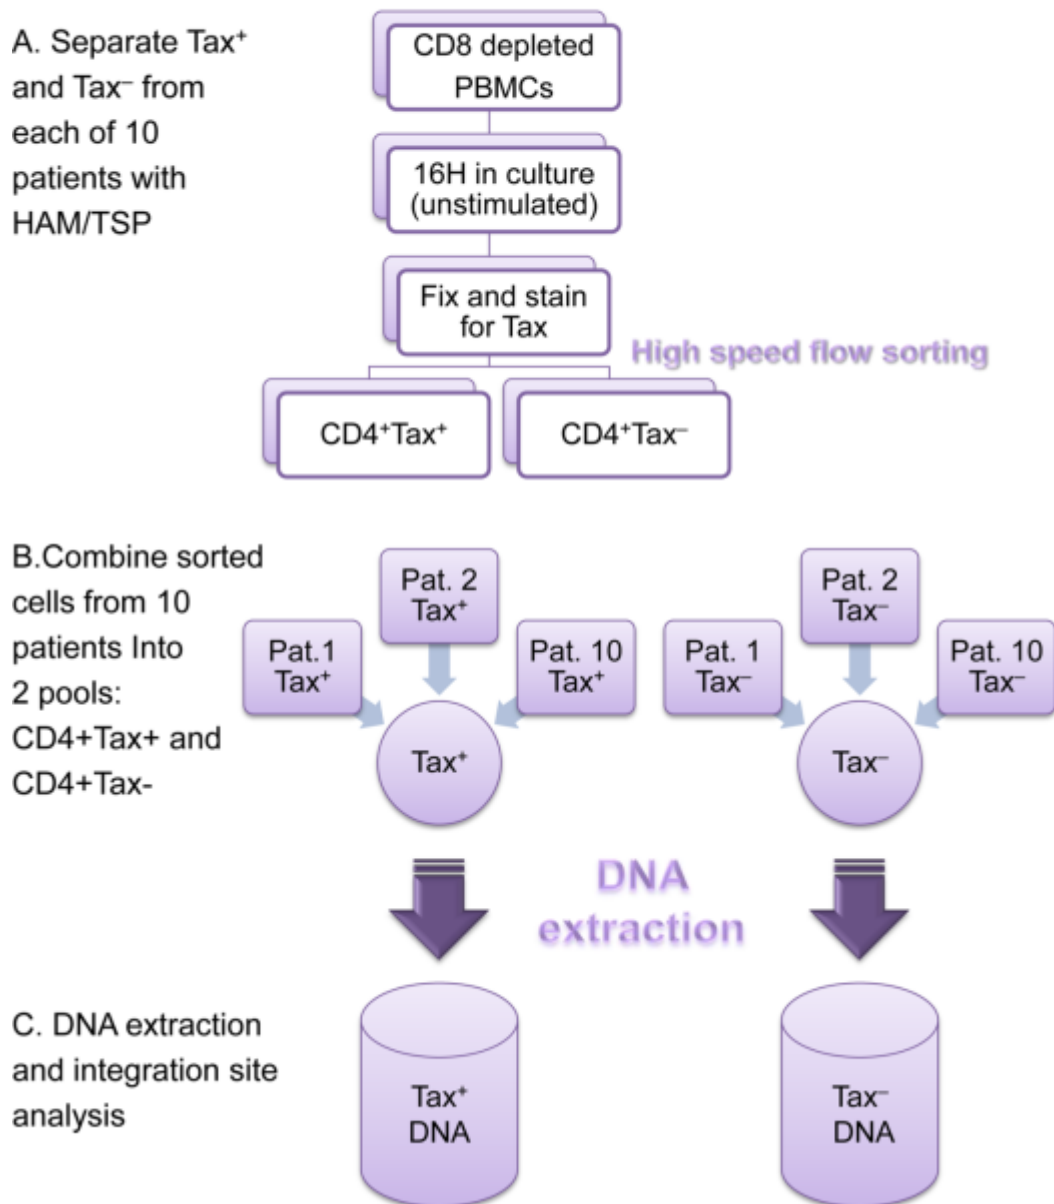 A. Separate Tax⁺
and Tax⁻ from
each of 10
patients with
HAM/TSP
CD8 depleted
PBMCs
16H in culture
(unstimulated)
Fix and stain
for Tax
High speed flow sorting
CD4⁺Tax⁺
CD4⁺Tax⁻
B.Combine sorted
cells from 10
patients Into
2 pools:
CD4+Tax+ and
CD4+Tax-
Pat.1
Tax⁺
Pat. 2
Tax⁺
Pat. 10
Tax⁺
Tax⁺
Pat. 1
Tax⁻
Pat. 2
Tax⁻
Pat. 10
Tax⁻
Tax⁻
DNA
extraction
C. DNA extraction
and integration site
analysis
Tax⁺
DNA
Tax⁻
DNA